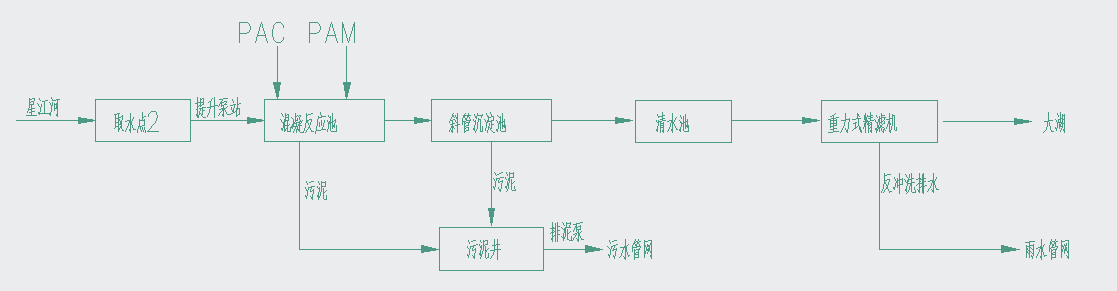 PAC
PAM
星江河
取水点2
提升泵站
混凝反应池
斜管沉淀池
清水池
重力式精滤机
大湖
污泥
污泥
反冲洗排水
污泥井
排泥泵
污水管网
雨水管网